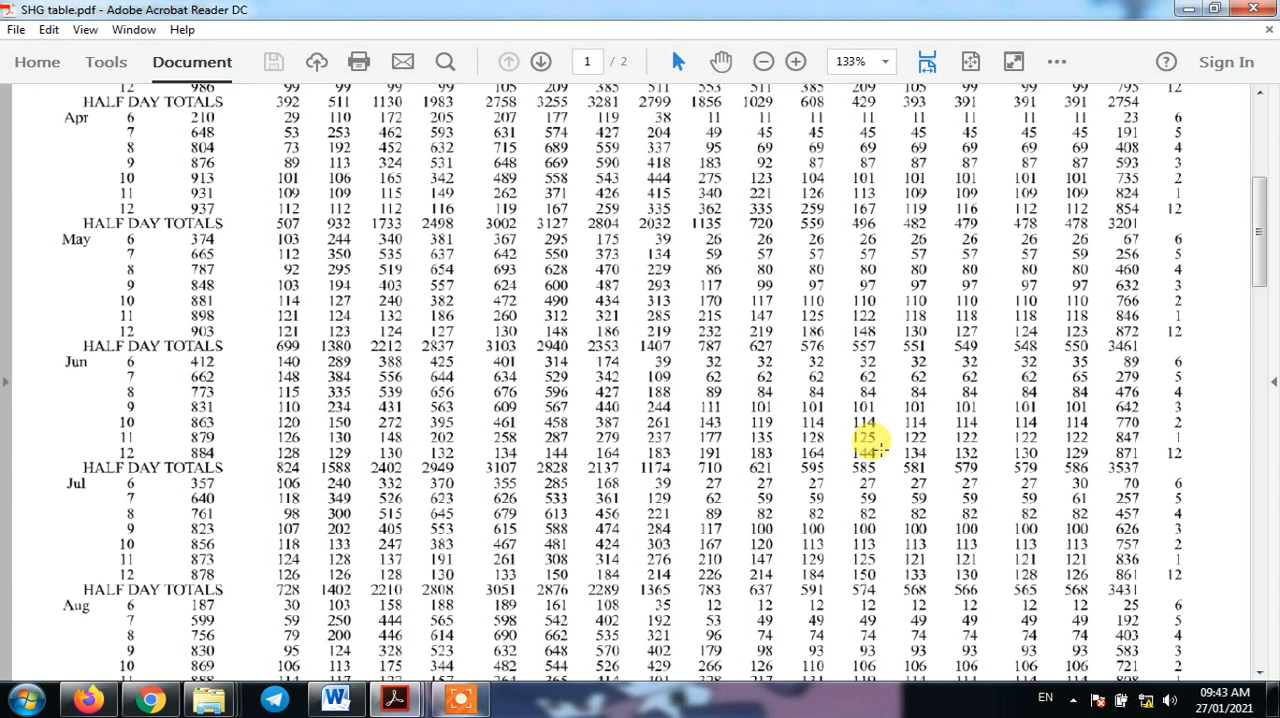 SHG table.pdf - Adobe Acrobat Reader DC
File Edit View Window Help
Home Tools Document 1 / 2 133% Sign In
12 986 99 99 99 99 105 209 385 511 553 511 385 209 105 99 99 99 795 12
HALF DAY TOTALS 392 511 1130 1983 2758 3255 3281 2799 1856 1029 608 429 393 391 391 391 2754
Apr 6 210 29 110 172 205 207 177 119 38 11 11 11 11 11 11 11 11 23 6
7 648 53 253 462 593 631 574 427 204 49 45 45 45 45 45 45 45 191 5
8 804 73 192 452 632 715 689 559 337 95 69 69 69 69 69 69 69 408 4
9 876 89 113 324 531 648 669 590 418 183 92 87 87 87 87 87 87 593 3
10 913 101 106 165 342 489 558 543 444 275 123 104 101 101 101 101 101 735 2
11 931 109 109 115 149 262 371 426 415 340 221 126 113 109 109 109 109 824 1
12 937 112 112 112 116 119 167 259 335 362 335 259 167 119 116 112 112 854 12
HALF DAY TOTALS 507 932 1733 2498 3002 3127 2804 2032 1135 720 559 496 482 479 478 478 3201
May 6 374 103 244 340 381 367 295 175 39 26 26 26 26 26 26 26 26 67 6
7 665 112 350 535 637 642 550 373 134 59 57 57 57 57 57 57 59 256 5
8 787 92 295 519 654 693 628 470 229 86 80 80 80 80 80 80 80 460 4
9 848 103 194 403 557 624 600 487 293 117 99 97 97 97 97 97 97 632 3
10 881 114 127 240 382 472 490 434 313 170 117 110 110 110 110 110 110 766 2
11 898 121 124 132 186 260 312 321 285 215 147 125 122 118 118 118 118 846 1
12 903 121 123 124 127 130 148 186 219 232 219 186 148 130 127 124 123 872 12
HALF DAY TOTALS 699 1380 2212 2837 3103 2940 2353 1407 787 627 576 557 551 549 548 550 3461
Jun 6 412 140 289 388 425 401 314 174 39 32 32 32 32 32 32 32 35 89 6
7 662 148 384 556 644 634 529 342 109 62 62 62 62 62 62 62 65 279 5
8 773 115 335 539 656 676 596 427 188 89 84 84 84 84 84 84 84 476 4
9 831 110 234 431 563 609 567 440 244 111 101 101 101 101 101 101 101 642 3
10 863 120 150 272 395 461 458 387 261 143 119 114 114 114 114 114 114 770 2
11 879 126 130 148 202 258 287 279 237 177 135 128 125 122 122 122 122 847 1
12 884 128 129 130 132 134 144 164 183 191 183 164 144 134 132 130 129 871 12
HALF DAY TOTALS 824 1588 2402 2949 3107 2828 2137 1174 710 621 595 585 581 579 579 586 3537
Jul 6 357 106 240 332 370 355 285 168 39 27 27 27 27 27 27 27 30 70 6
7 640 118 349 526 623 626 533 361 129 62 59 59 59 59 59 59 61 257 5
8 761 98 300 515 645 679 613 456 221 89 82 82 82 82 82 82 82 457 4
9 823 107 202 405 553 615 588 474 284 117 100 100 100 100 100 100 100 626 3
10 856 118 133 247 383 467 481 424 303 167 120 113 113 113 113 113 113 757 2
11 873 124 128 137 191 261 308 314 276 210 147 129 125 121 121 121 121 836 1
12 878 126 126 128 130 133 150 184 214 226 214 184 150 133 130 128 126 861 12
HALF DAY TOTALS 728 1402 2210 2808 3051 2876 2289 1365 783 637 591 574 568 566 565 568 3431
Aug 6 187 30 103 158 188 189 161 108 35 12 12 12 12 12 12 12 12 25 6
7 599 59 250 444 565 598 542 402 192 53 49 49 49 49 49 49 49 192 5
8 756 79 200 446 614 690 662 535 321 96 74 74 74 74 74 74 74 403 4
9 830 95 124 328 523 632 648 570 402 179 98 93 93 93 93 93 93 583 3
10 869 106 113 175 344 482 544 526 429 266 126 110 106 106 106 106 106 721 2
EN 09:43 AM
27/01/2021